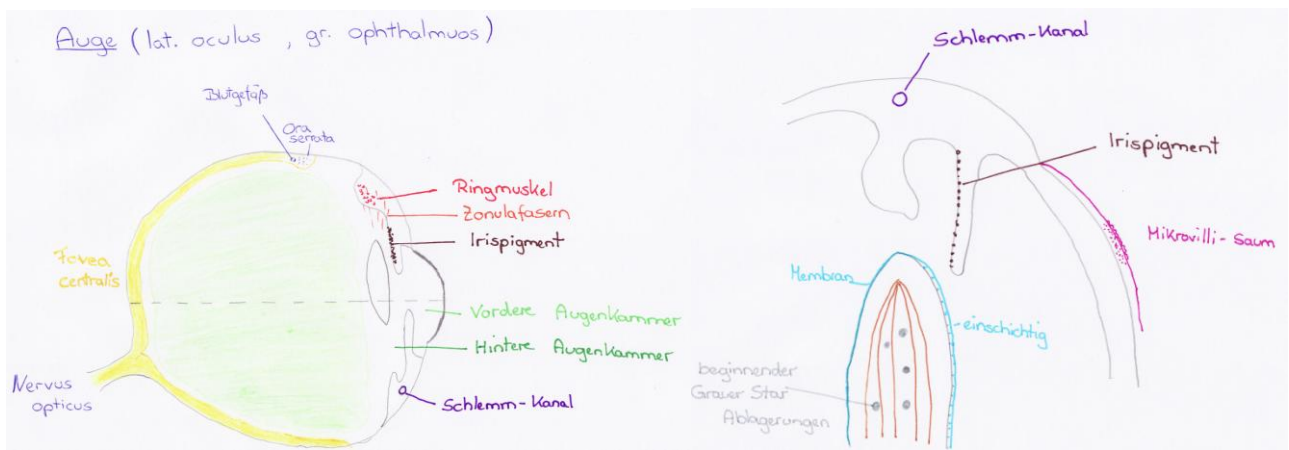 Auge (lat. oculus , gr. ophthalmuos)
Blutgefäß
Ora
serrata
Ringmuskel
Zonulafasern
Irispigment
Fovea
centralis
Vordere Augenkammer
Hintere Augenkammer
Nervus
opticus
Schlemm-Kanal
Schlemm-Kanal
Irispigment
Mikrovilli-Saum
Membran
einschichtig
beginnender
Grauer Star
Ablagerungen